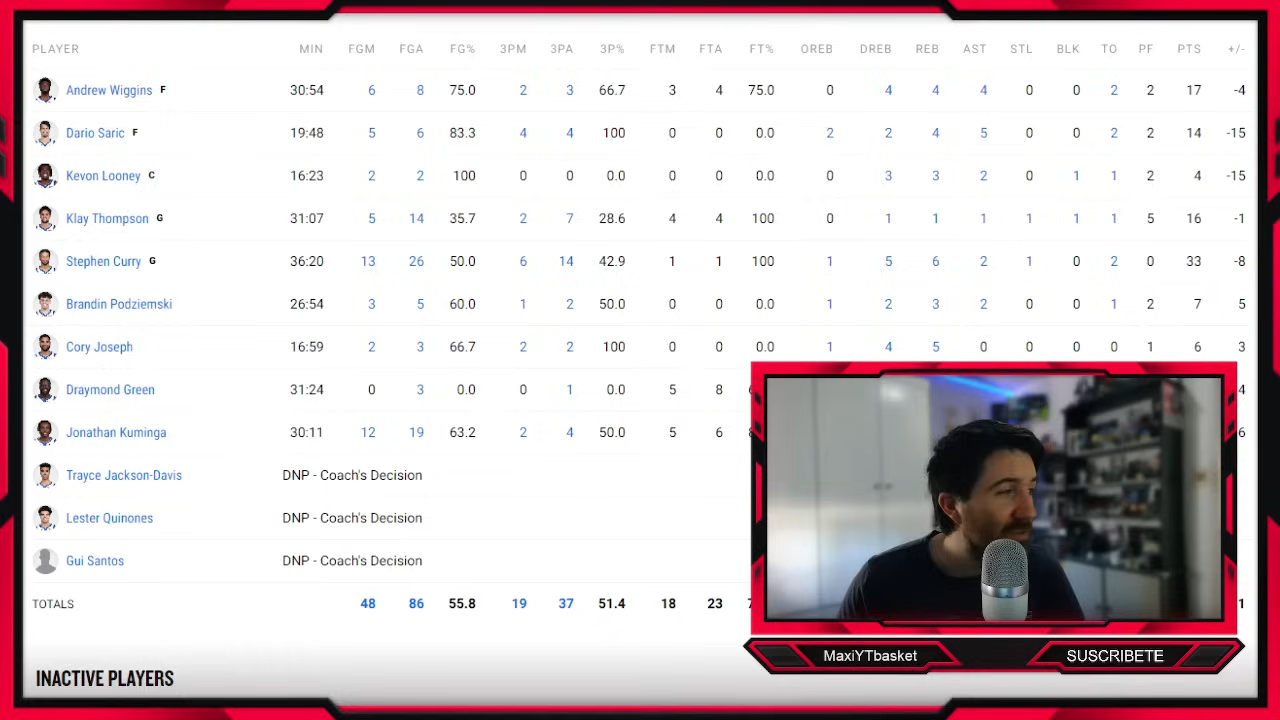 PLAYER MIN FGM FGA FG% 3PM 3PA 3P% FTM FTA FT% OREB DREB REB AST STL BLK TO PF PTS +/-
Andrew Wiggins F 30:54 6 8 75.0 2 3 66.7 3 4 75.0 0 4 4 4 0 0 2 2 17 -4
Dario Saric F 19:48 5 6 83.3 4 4 100 0 0 0.0 2 2 4 5 0 0 2 2 14 -15
Kevon Looney C 16:23 2 2 100 0 0 0.0 0 0 0.0 0 3 3 2 0 1 1 2 4 -15
Klay Thompson G 31:07 5 14 35.7 2 7 28.6 4 4 100 0 1 1 1 1 1 1 5 16 -1
Stephen Curry G 36:20 13 26 50.0 6 14 42.9 1 1 100 1 5 6 2 1 0 2 0 33 -8
Brandin Podziemski 26:54 3 5 60.0 1 2 50.0 0 0 0.0 1 2 3 2 0 0 1 2 7 5
Cory Joseph 16:59 2 3 66.7 2 2 100 0 0 0.0 1 4 5 0 0 0 0 1 6 3
Draymond Green 31:24 0 3 0.0 0 1 0.0 5 8 4
Jonathan Kuminga 30:11 12 19 63.2 2 4 50.0 5 6 6
Trayce Jackson-Davis DNP - Coach's Decision
Lester Quinones DNP - Coach's Decision
Gui Santos DNP - Coach's Decision
TOTALS 48 86 55.8 19 37 51.4 18 23 1
INACTIVE PLAYERS
MaxiYTbasket
SUSCRIBETE